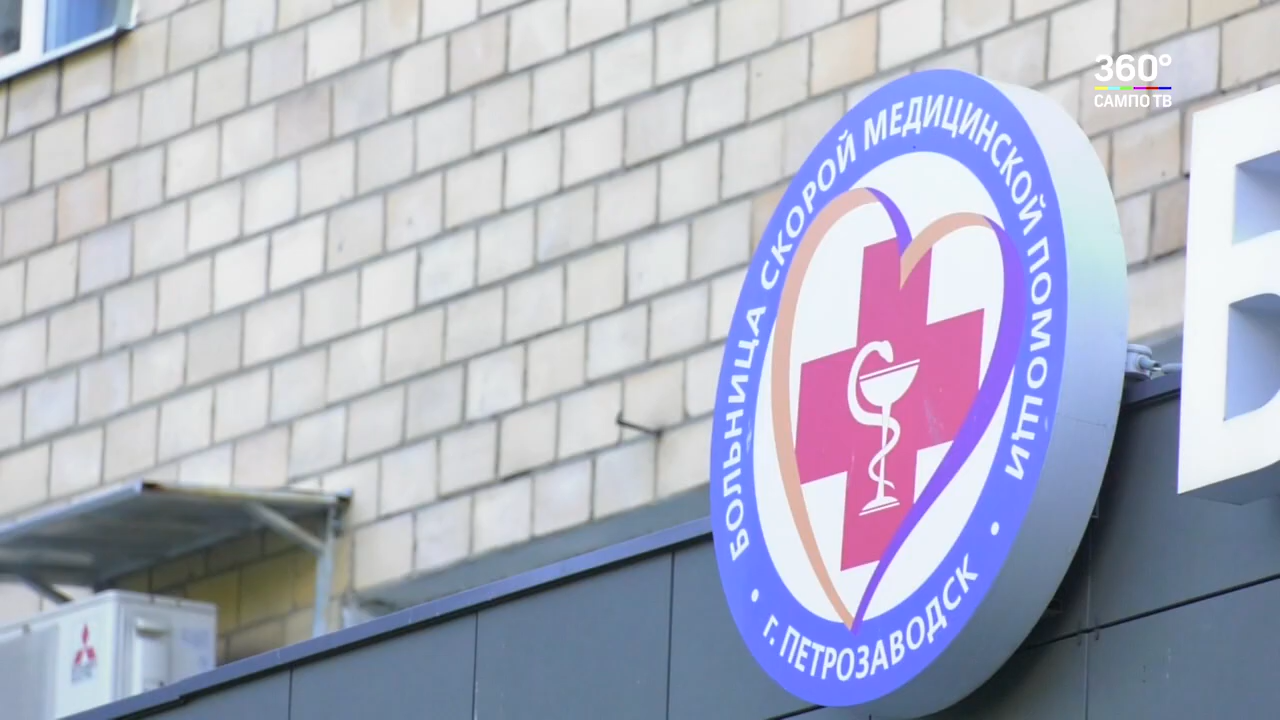 360°
САМПО ТВ
БОЛЬНИЦА СКОРОЙ МЕДИЦИНСКОЙ ПОМОЩИ
• г. ПЕТРОЗАВОДСК •
Б